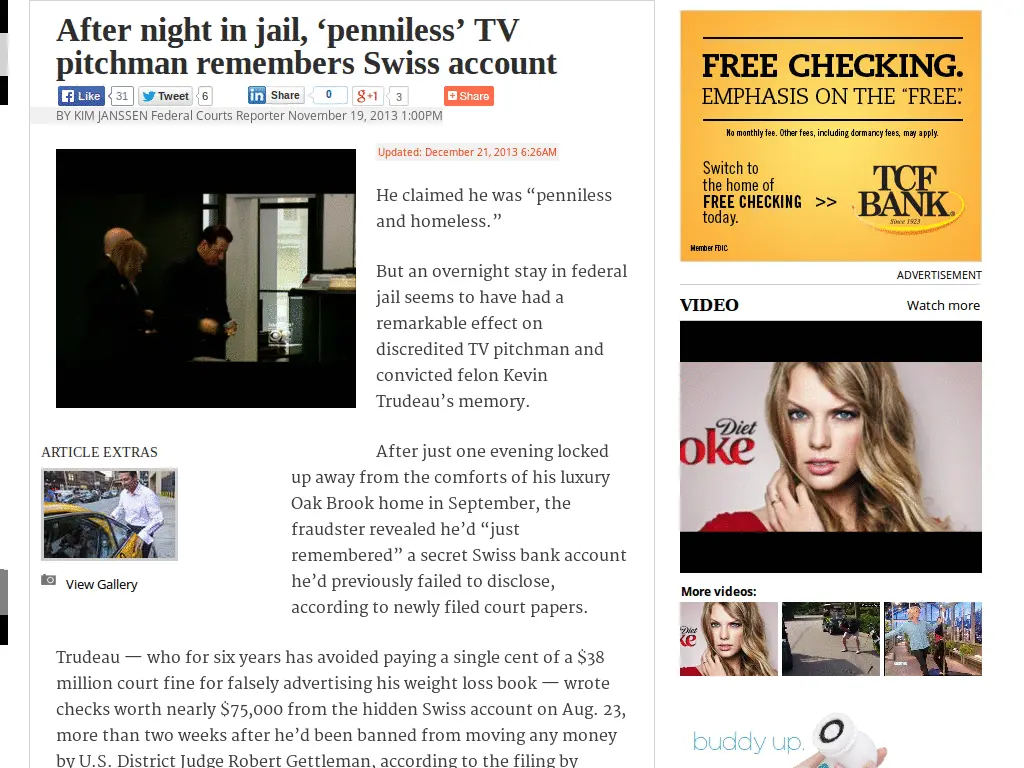 After night in jail, ‘penniless’ TV
pitchman remembers Swiss account
Like
31
Tweet
6
in
Share
0
g+1
3
Share
BY KIM JANSSEN Federal Courts Reporter November 19, 2013 1:00PM
Updated: December 21, 2013 6:26AM
He claimed he was “penniless
and homeless.”
But an overnight stay in federal
jail seems to have had a
remarkable effect on
discredited TV pitchman and
convicted felon Kevin
Trudeau’s memory.
ARTICLE EXTRAS
View Gallery
After just one evening locked
up away from the comforts of his luxury
Oak Brook home in September, the
fraudster revealed he’d “just
remembered” a secret Swiss bank account
he’d previously failed to disclose,
according to newly filed court papers.
Trudeau — who for six years has avoided paying a single cent of a $38
million court fine for falsely advertising his weight loss book — wrote
checks worth nearly $75,000 from the hidden Swiss account on Aug. 23,
more than two weeks after he’d been banned from moving any money
by U.S. District Judge Robert Gettleman, according to the filing by
FREE CHECKING.
EMPHASIS ON THE “FREE.”
No monthly fee. Other fees, including dormancy fees, may apply.
Switch to
the home of
FREE CHECKING >>
today.
TCF
BANK
Since 1923
Member FDIC
ADVERTISEMENT
VIDEO
Watch more
Diet
oke
More videos:
Diet
ke
buddy up.